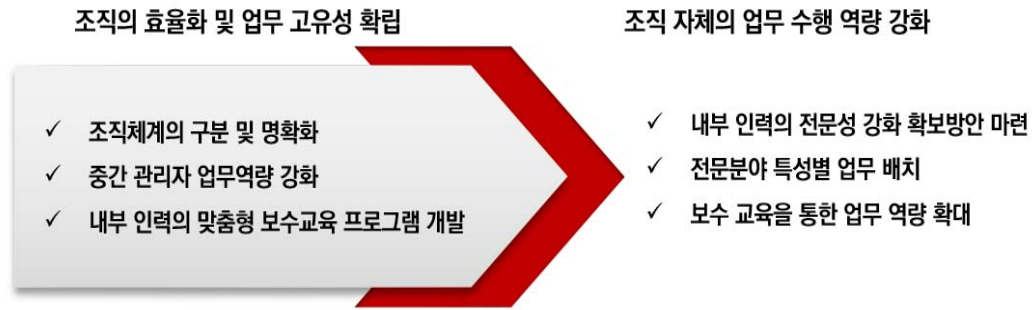 조직의 효율화 및 업무 고유성 확립
✓ 조직체계의 구분 및 명확화
✓ 중간 관리자 업무역량 강화
✓ 내부 인력의 맞춤형 보수교육 프로그램 개발
조직 자체의 업무 수행 역량 강화
✓ 내부 인력의 전문성 강화 확보방안 마련
✓ 전문분야 특성별 업무 배치
✓ 보수 교육을 통한 업무 역량 확대